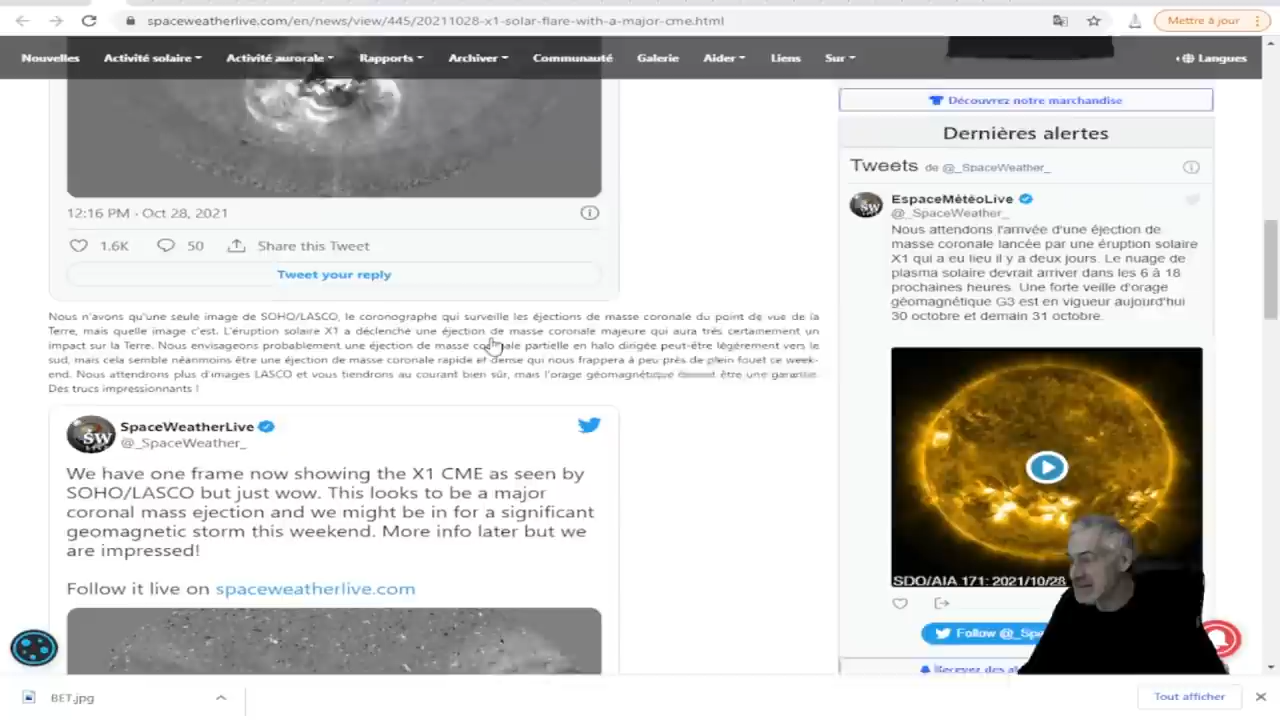 spaceweatherlive.com/en/news/view/445/20211028-x1-solar-flare-with-a-major-cme.html
Mettre à jour
Nouvelles Activité solaire Activité aurorale Rapports Archiver Communauté Galerie Aider Liens Sur Langues
12:16 PM · Oct 28, 2021
1.6K 50 Share this Tweet
Tweet your reply
Nous n'avons qu'une seule image de SOHO/LASCO, le coronographe qui surveille les éjections de masse coronale du point de vue de la
Terre, mais quelle image c'est. L'éruption solaire X1 a déclenché une éjection de masse coronale majeure qui aura très certainement un
impact sur la Terre. Nous envisageons probablement une éjection de masse coronale partielle en halo dirigée peut-être légèrement vers le
sud, mais cela semble néanmoins être une éjection de masse coronale rapide et dense qui nous frappera à peu près de plein fouet ce week-
end. Nous attendrons plus d'images LASCO et vous tiendrons au courant bien sûr, mais l'orage géomagnétique être une garantie.
Des trucs impressionnants !
SpaceWeatherLive
@_SpaceWeather_
We have one frame now showing the X1 CME as seen by
SOHO/LASCO but just wow. This looks to be a major
coronal mass ejection and we might be in for a significant
geomagnetic storm this weekend. More info later but we
are impressed!
Follow it live on spaceweatherlive.com
Découvrez notre marchandise
Dernières alertes
Tweets de @_SpaceWeather_
EspaceMétéoLive
@_SpaceWeather_
Nous attendons l'arrivée d'une éjection de
masse coronale lancée par une éruption solaire
X1 qui a eu lieu il y a deux jours. Le nuage de
plasma solaire devrait arriver dans les 6 à 18
prochaines heures. Une forte veille d'orage
géomagnétique G3 est en vigueur aujourd'hui
30 octobre et demain 31 octobre.
SDO/AIA 171: 2021/10/28
Follow @_Spa
Recevez des al
BET.jpg
Tout afficher